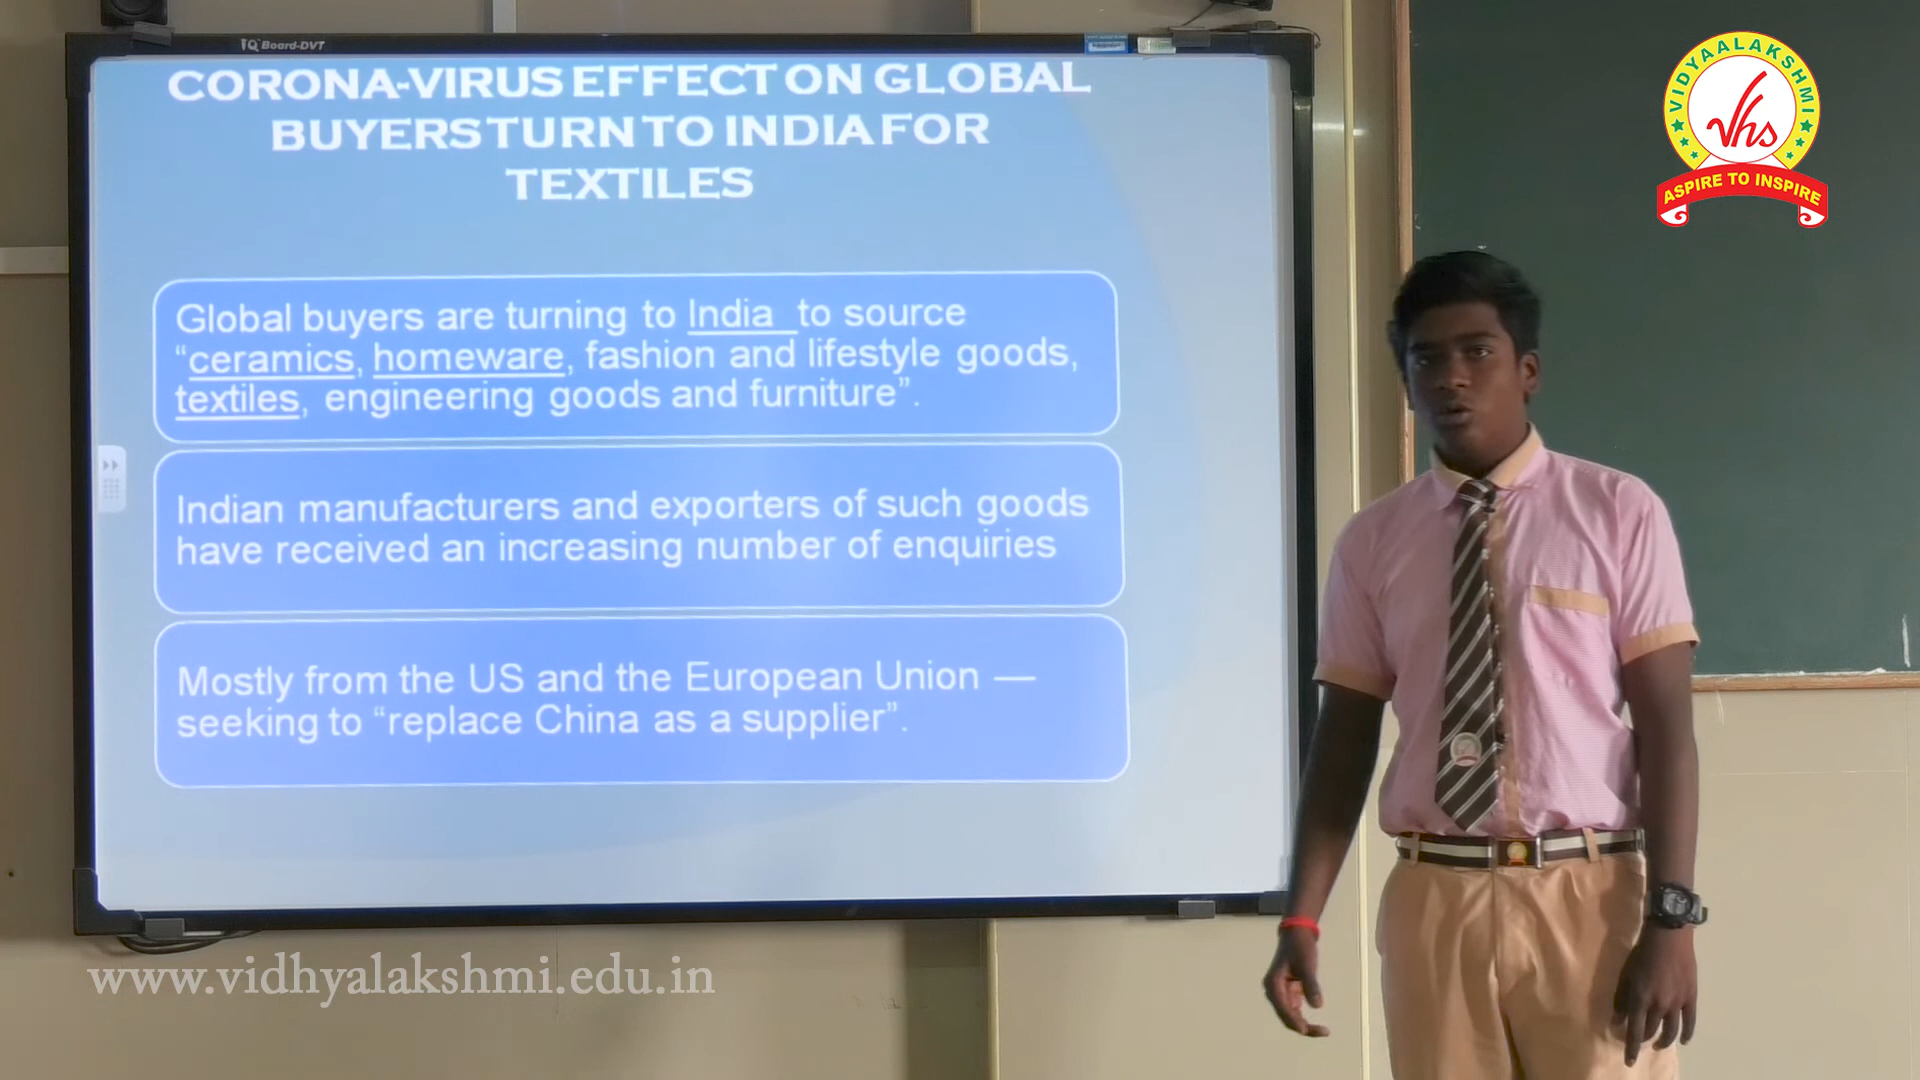 IQ Board-DVT
CORONA-VIRUS EFFECT ON GLOBAL
BUYERS TURN TO INDIA FOR
TEXTILES
Global buyers are turning to India to source
“ceramics, homeware, fashion and lifestyle goods,
textiles, engineering goods and furniture”.
Indian manufacturers and exporters of such goods
have received an increasing number of enquiries
Mostly from the US and the European Union —
seeking to “replace China as a supplier”.
VIDYAALAKSHMI
vhs
ASPIRE TO INSPIRE
www.vidhyalakshmi.edu.in